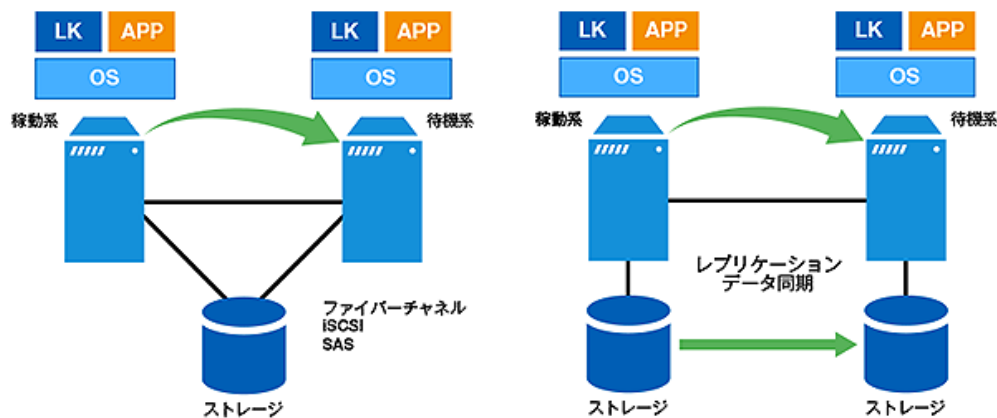 LK APP
OS
稼動系
LK APP
OS
待機系
ファイバーチャネル
iSCSI
SAS
ストレージ
LK APP
OS
稼動系
LK APP
OS
待機系
レプリケーション
データ同期
ストレージ
ストレージ